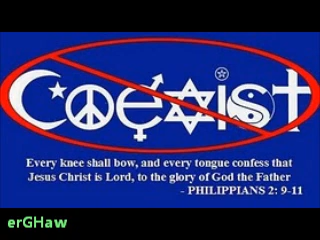 Coexist
Every knee shall bow, and every tongue confess that
Jesus Christ is Lord, to the glory of God the Father
- PHILIPPIANS 2: 9-11
erGHaw